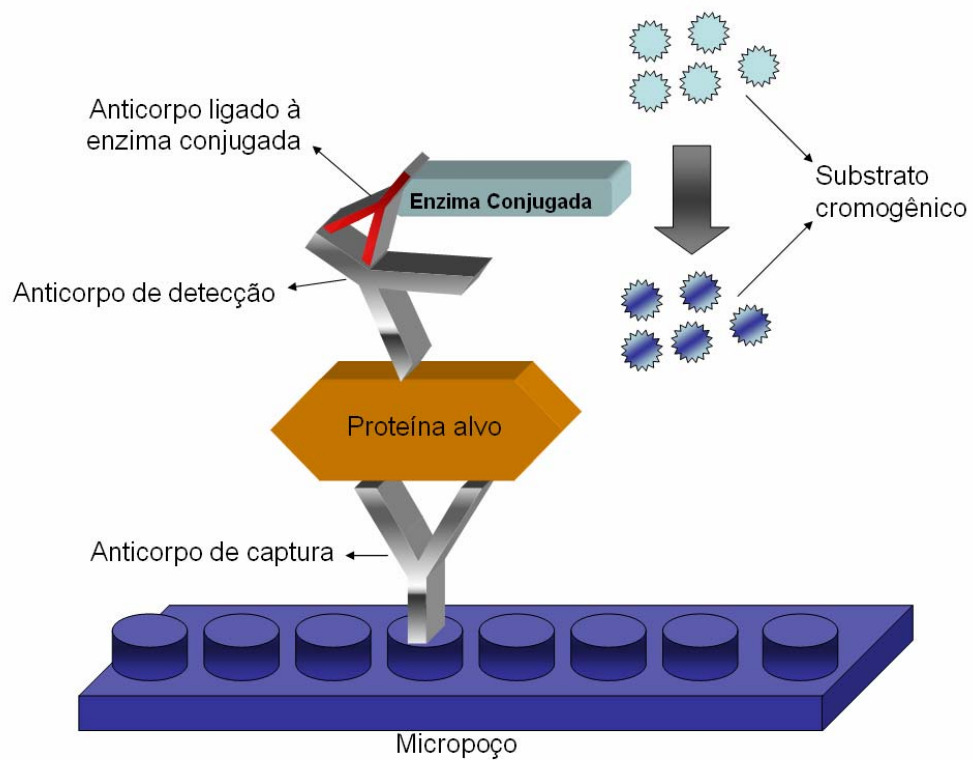 Anticorpo ligado à
enzima conjugada
Enzima Conjugada
Substrato
cromogênico
Anticorpo de detecção
Proteína alvo
Anticorpo de captura
Micropoço